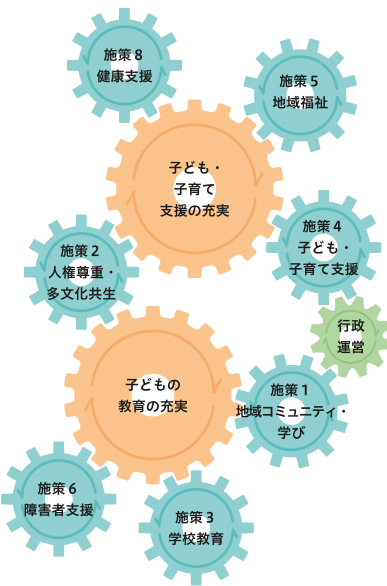 施策8
健康支援
施策5
地域福祉
子ども・
子育て
支援の充実
施策4
子ども・
子育て支援
施策2
人権尊重・
多文化共生
行政
運営
子どもの
教育の充実
施策1
地域コミュニティ・
学び
施策6
障害者支援
施策3
学校教育